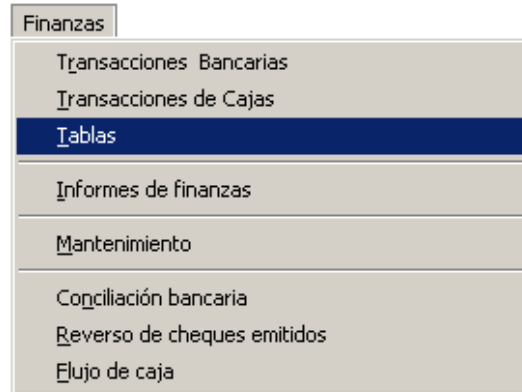 Finanzas
Transacciones Bancarias
Transacciones de Cajas
Tablas
Informes de finanzas
Mantenimiento
Conciliación bancaria
Reverso de cheques emitidos
Flujo de caja